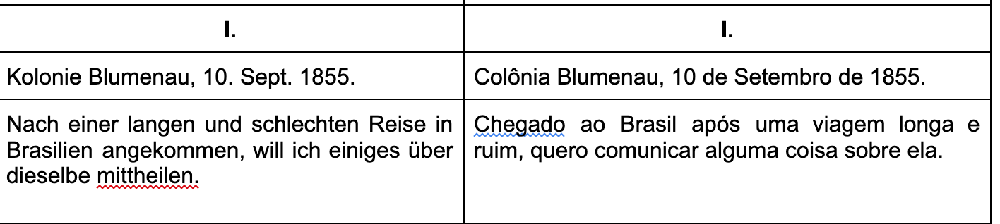 I.
I.
Kolonie Blumenau, 10. Sept. 1855.
Colônia Blumenau, 10 de Setembro de 1855.
Nach einer langen und schlechten Reise in
Brasilien angekommen, will ich einiges über
dieselbe mittheilen.
Chegado ao Brasil após uma viagem longa e
ruim, quero comunicar alguma coisa sobre ela.